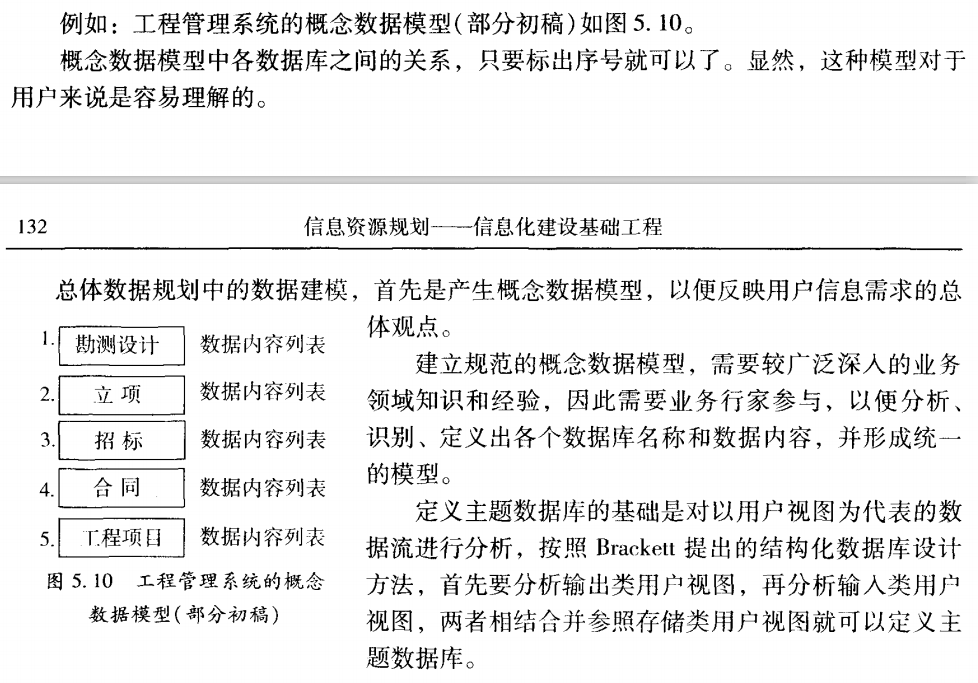 例如：工程管理系统的概念数据模型(部分初稿)如图5.10。
概念数据模型中各数据库之间的关系，只要标出序号就可以了。显然，这种模型对于
用户来说是容易理解的。
132
信息资源规划——信息化建设基础工程
总体数据规划中的数据建模，首先是产生概念数据模型，以便反映用户信息需求的总
体观点。
建立规范的概念数据模型，需要较广泛深入的业务
领域知识和经验，因此需要业务行家参与，以便分析、
识别、定义出各个数据库名称和数据内容，并形成统一
的模型。
定义主题数据库的基础是对以用户视图为代表的数
据流进行分析，按照 Brackett 提出的结构化数据库设计
方法，首先要分析输出类用户视图，再分析输入类用户
视图，两者相结合并参照存储类用户视图就可以定义主
题数据库。
1. 勘测设计 数据内容列表
2. 立项 数据内容列表
3. 招标 数据内容列表
4. 合同 数据内容列表
5. 工程项目 数据内容列表
图 5.10 工程管理系统的概念
数据模型(部分初稿)